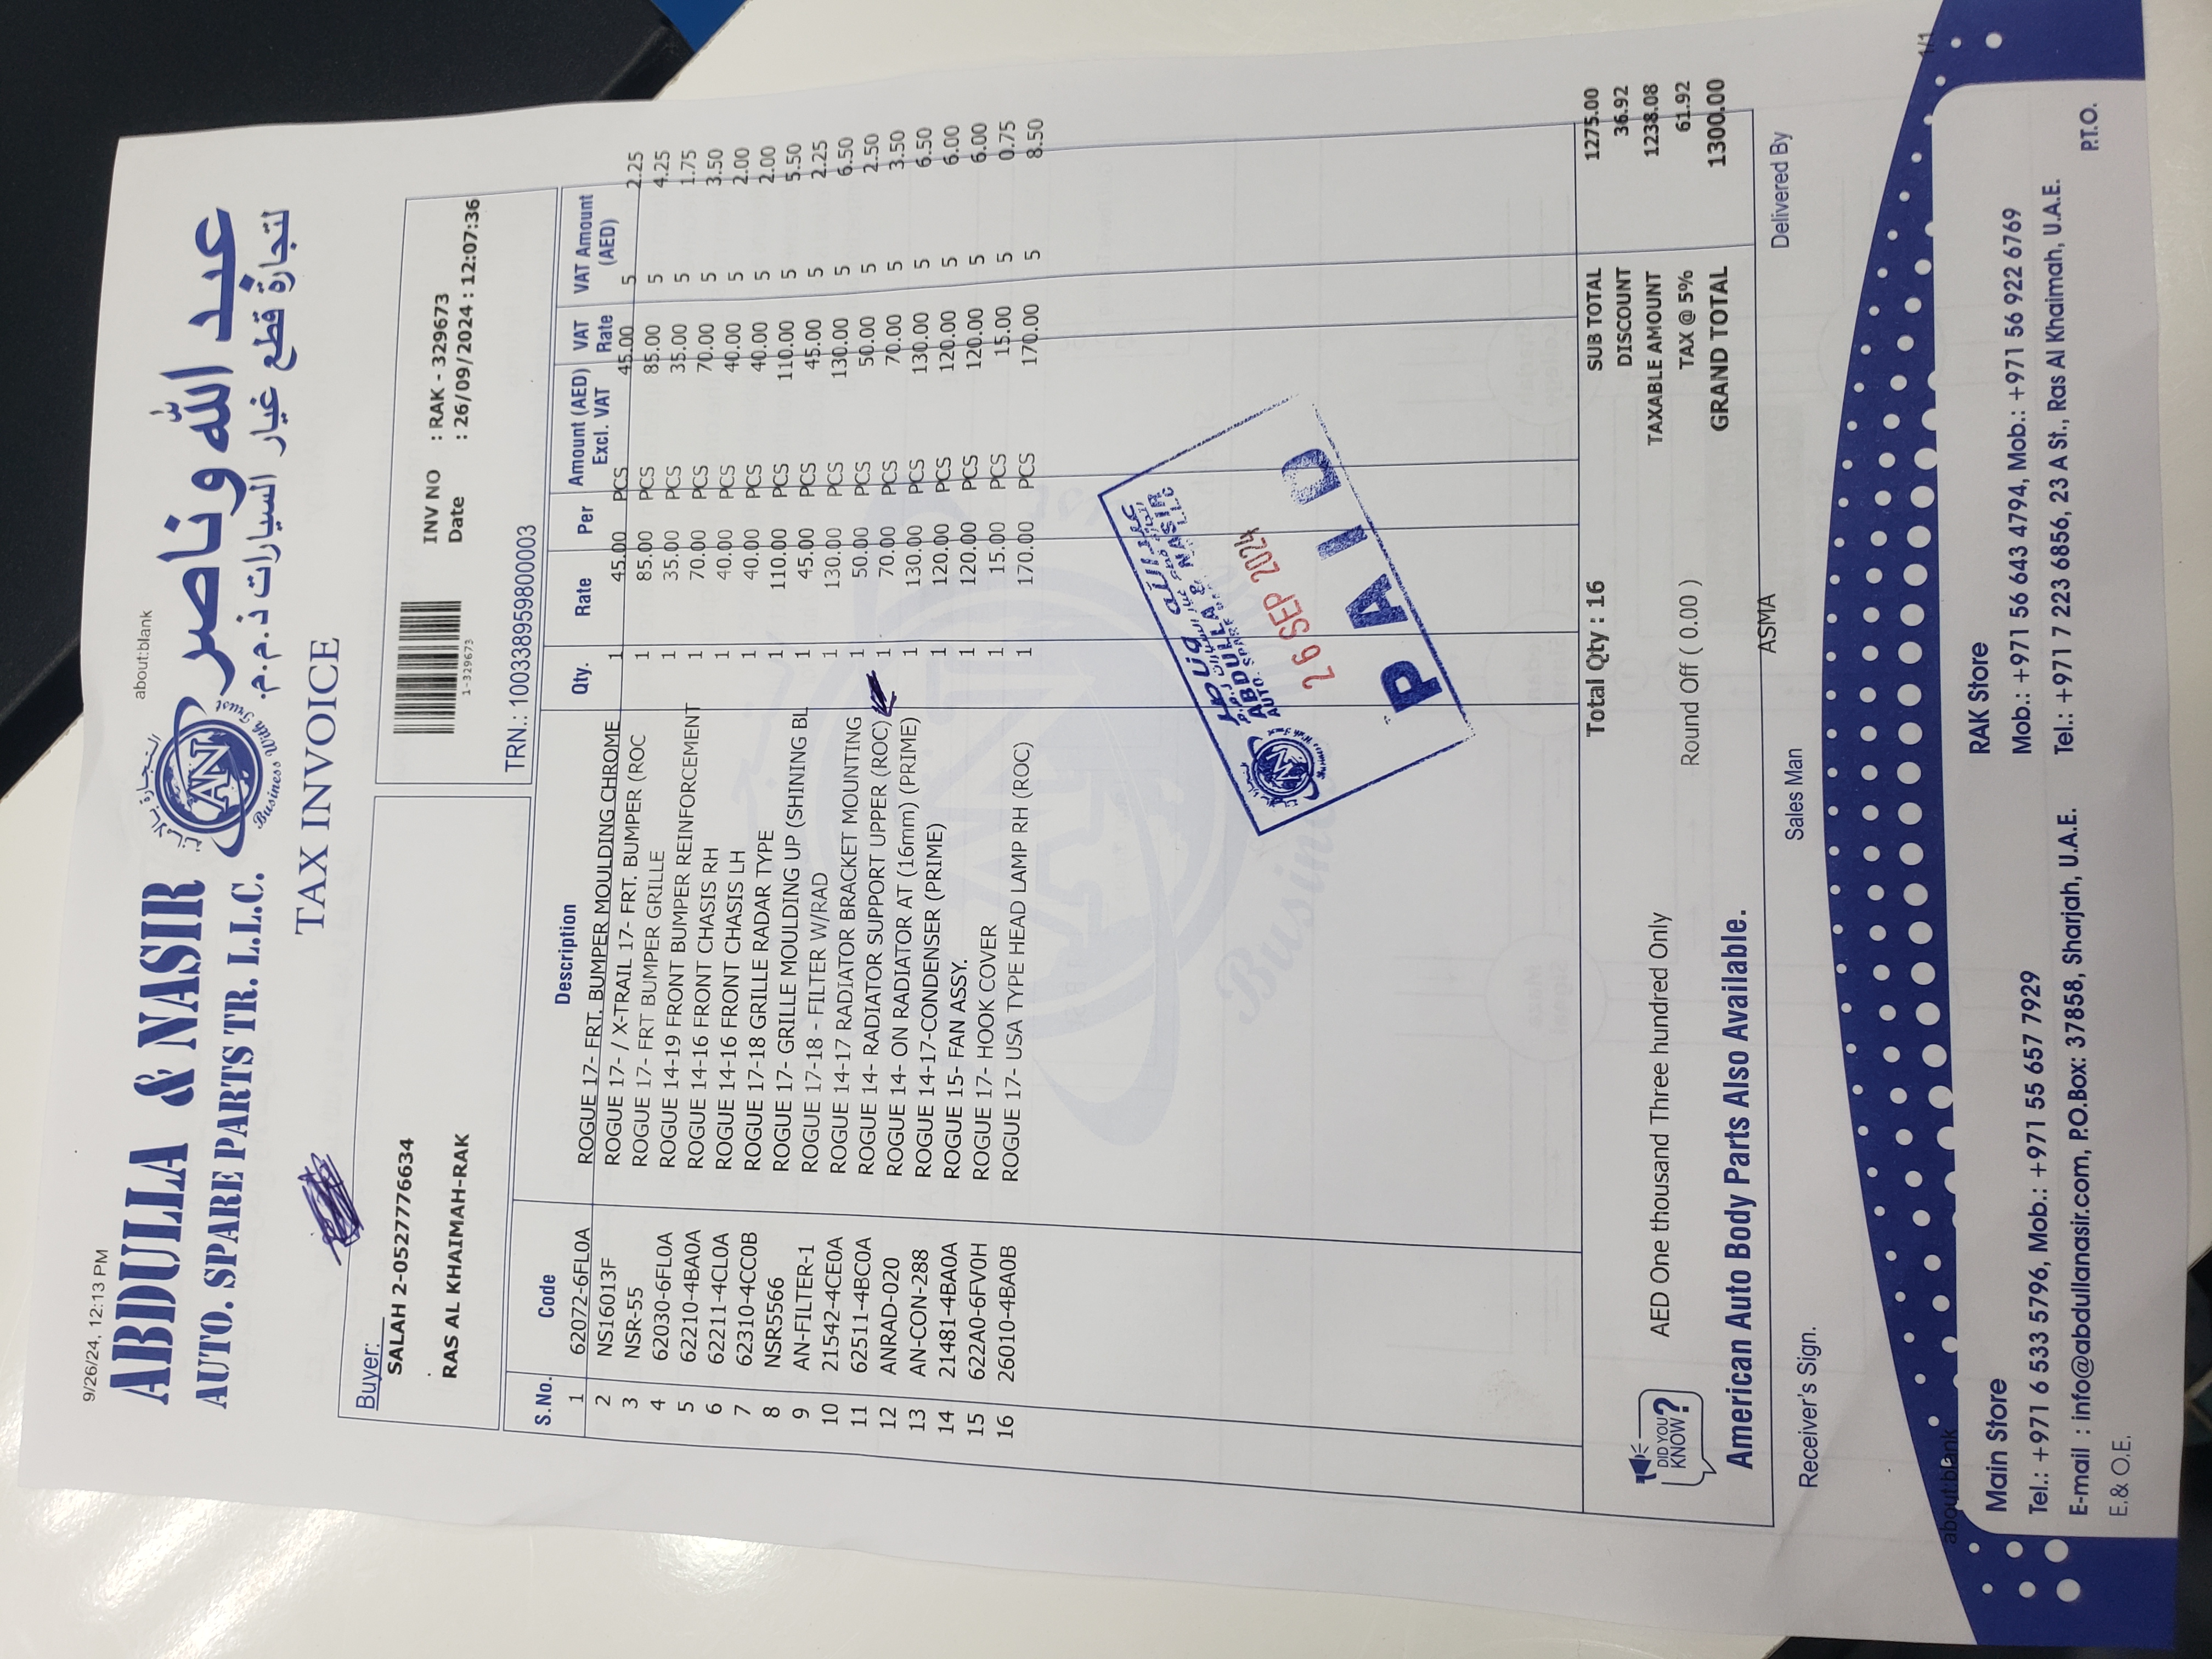 9/26/24, 12:13 PM
about:blank
ABDULLA & NASIR
AUTO. SPARE PARTS TR. L.L.C.
AN
Business With Trust
عبد الله وناصر
لتجارة قطع غيار السيارات ذ.م.م.
TAX INVOICE
Buyer:
SALAH 2-0527776634
RAS AL KHAIMAH-RAK
1-329673
INV NO : RAK - 329673
Date : 26/09/2024 : 12:07:36
TRN.: 100338959800003
S.No. Code Description Qty. Rate Per Amount (AED) Excl. VAT VAT Rate VAT Amount (AED)
1 62072-6FL0A ROGUE 17- FRT. BUMPER MOULDING CHROME 1 45.00 PCS 45.00 5 2.25
2 NS16013F ROGUE 17- / X-TRAIL 17- FRT. BUMPER (ROC 1 85.00 PCS 85.00 5 4.25
3 NSR-55 ROGUE 17- FRT BUMPER GRILLE 1 35.00 PCS 35.00 5 1.75
4 62030-6FL0A ROGUE 14-19 FRONT BUMPER REINFORCEMENT 1 70.00 PCS 70.00 5 3.50
5 62210-4BA0A ROGUE 14-16 FRONT CHASIS RH 1 40.00 PCS 40.00 5 2.00
6 62211-4CL0A ROGUE 14-16 FRONT CHASIS LH 1 40.00 PCS 40.00 5 2.00
7 62310-4CC0B ROGUE 17-18 GRILLE RADAR TYPE 1 110.00 PCS 110.00 5 5.50
8 NSR5566 ROGUE 17- GRILLE MOULDING UP (SHINING BL 1 45.00 PCS 45.00 5 2.25
9 AN-FILTER-1 ROGUE 17-18 - FILTER W/RAD 1 130.00 PCS 130.00 5 6.50
10 21542-4CE0A ROGUE 14-17 RADIATOR BRACKET MOUNTING 1 50.00 PCS 50.00 5 2.50
11 62511-4BC0A ROGUE 14- RADIATOR SUPPORT UPPER (ROC) 1 70.00 PCS 70.00 5 3.50
12 ANRAD-020 ROGUE 14- ON RADIATOR AT (16mm) (PRIME) 1 130.00 PCS 130.00 5 6.50
13 AN-CON-288 ROGUE 14-17-CONDENSER (PRIME) 1 120.00 PCS 120.00 5 6.00
14 21481-4BA0A ROGUE 15- FAN ASSY. 1 120.00 PCS 120.00 5 6.00
15 622A0-6FV0H ROGUE 17- HOOK COVER 1 15.00 PCS 15.00 5 0.75
16 26010-4BA0B ROGUE 17- USA TYPE HEAD LAMP RH (ROC) 1 170.00 PCS 170.00 5 8.50
ABDULLA & NASIR
AUTO. SPARE
26 SEP 2024
PAID
Total Qty : 16
SUB TOTAL 1275.00
DISCOUNT 36.92
TAXABLE AMOUNT 1238.08
Round Off ( 0.00 ) TAX @ 5% 61.92
GRAND TOTAL 1300.00
AED One thousand Three hundred Only
DID YOU KNOW?
American Auto Body Parts Also Available.
ASMA
Receiver's Sign. Sales Man Delivered By
about:blank
1/1
Main Store
Tel.: +971 6 533 5796, Mob.: +971 55 657 7929
E-mail : info@abdullanasir.com, P.O.Box: 37858, Sharjah, U.A.E.
RAK Store
Mob.: +971 56 643 4794, Mob.: +971 56 922 6769
Tel.: +971 7 223 6856, 23 A St., Ras Al Khaimah, U.A.E.
E.& O.E.
P.T.O.